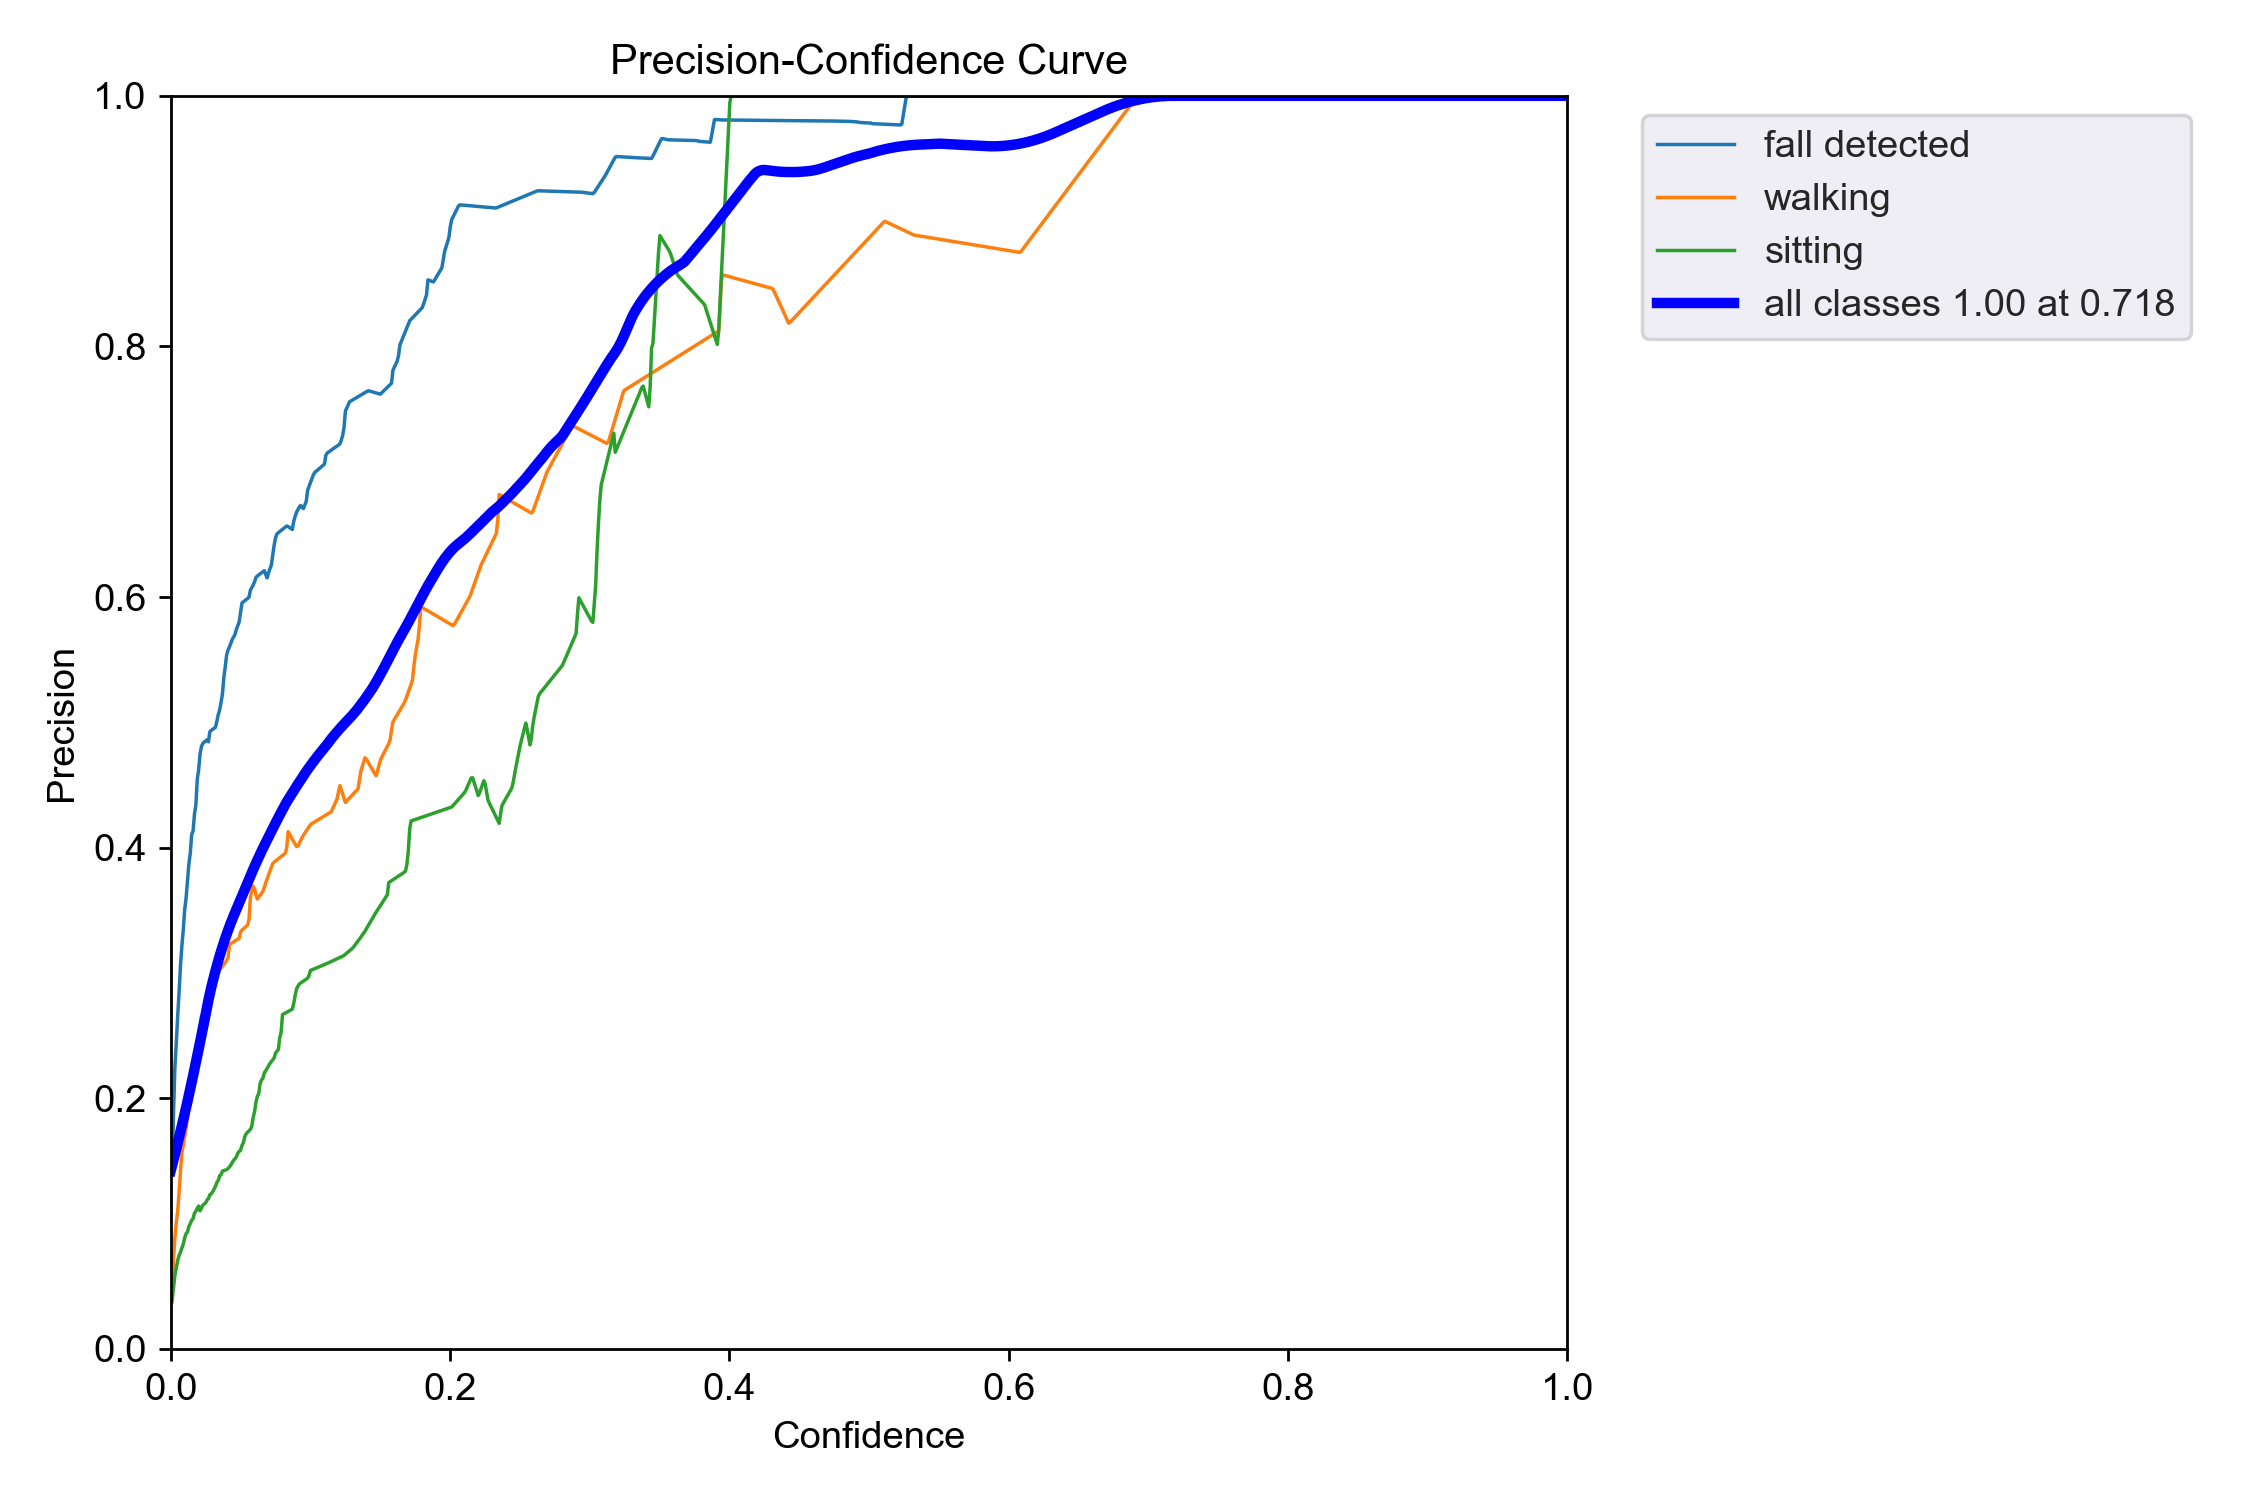 Precision-Confidence Curve
1.0
0.8
0.6
0.4
0.2
0.0
Precision
0.0 0.2 0.4 0.6 0.8 1.0
Confidence
fall detected
walking
sitting
all classes 1.00 at 0.718